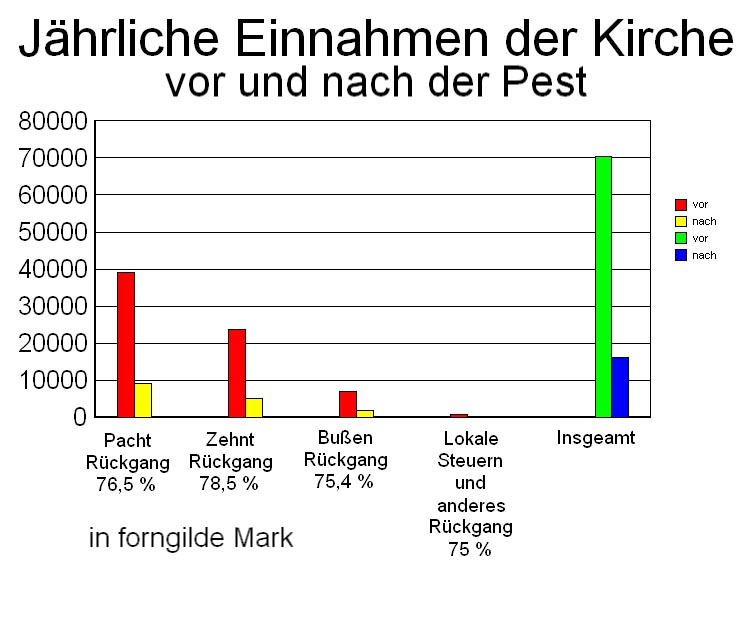 Jährliche Einnahmen der Kirche
vor und nach der Pest
80000
70000
60000
50000
40000
30000
20000
10000
0
vor
nach
vor
nach
Pacht
Rückgang
76,5 %
Zehnt
Rückgang
78,5 %
Bußen
Rückgang
75,4 %
Lokale
Steuern
und
anderes
Rückgang
75 %
Insgeamt
in forngilde Mark